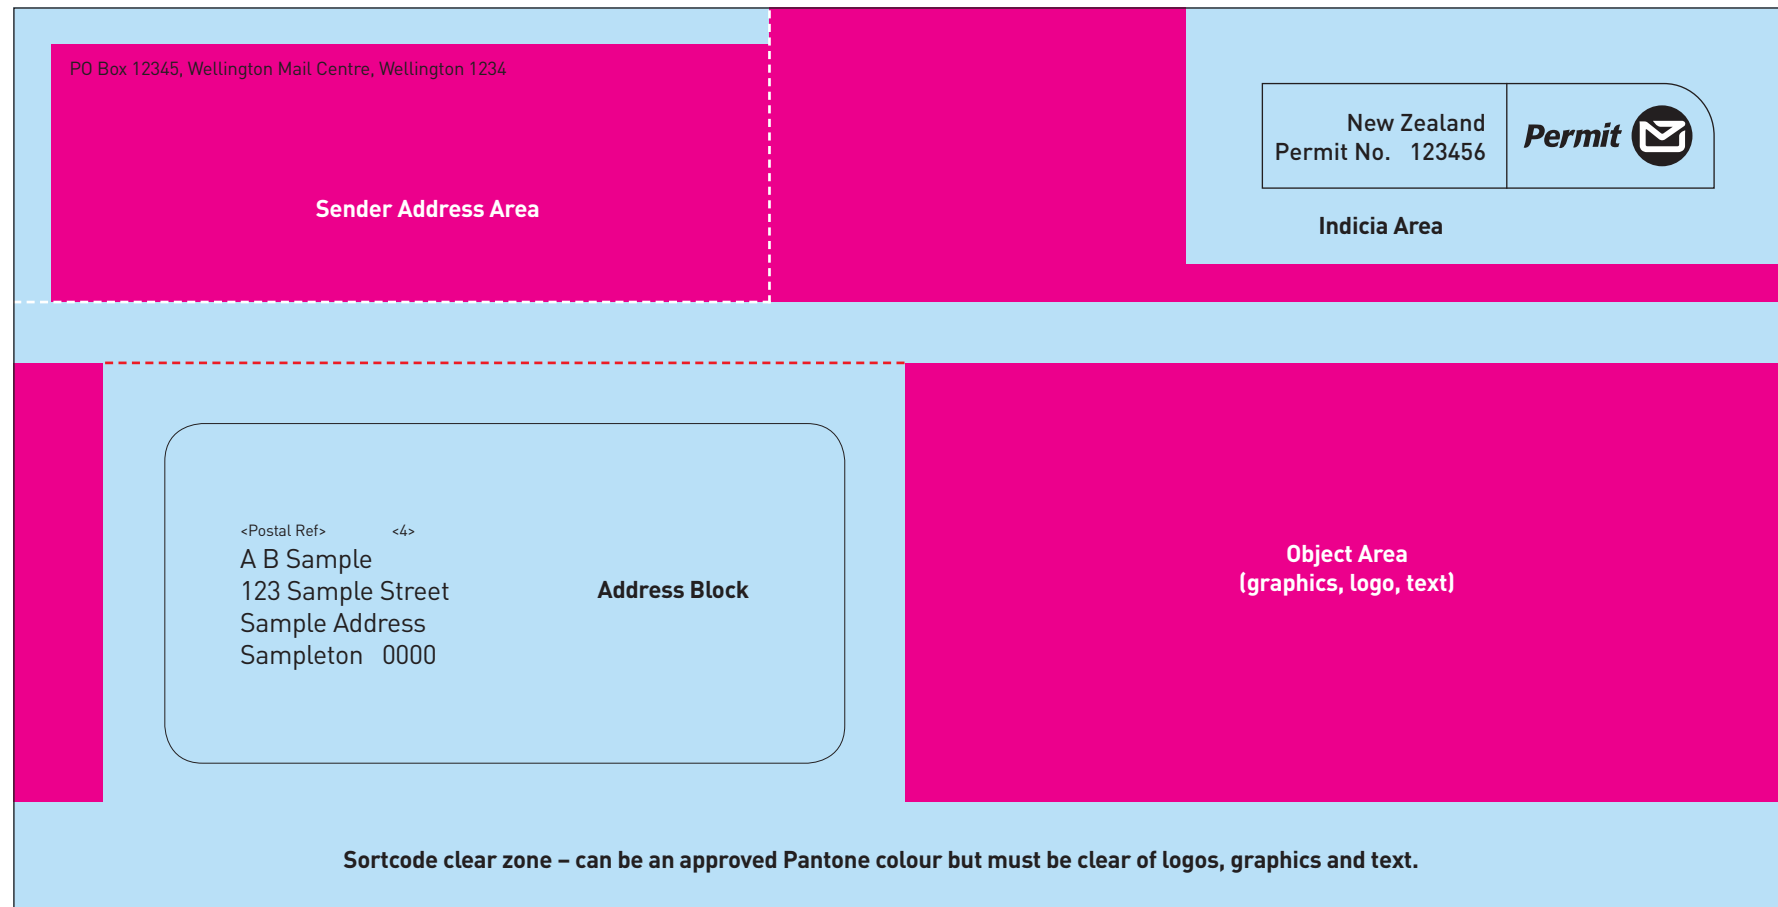 PO Box 12345, Wellington Mail Centre, Wellington 1234
Sender Address Area
New Zealand
Permit No. 123456
Permit
Indicia Area
<Postal Ref> <4>
A B Sample
123 Sample Street
Sample Address
Sampleton 0000
Address Block
Object Area
(graphics, logo, text)
Sortcode clear zone – can be an approved Pantone colour but must be clear of logos, graphics and text.